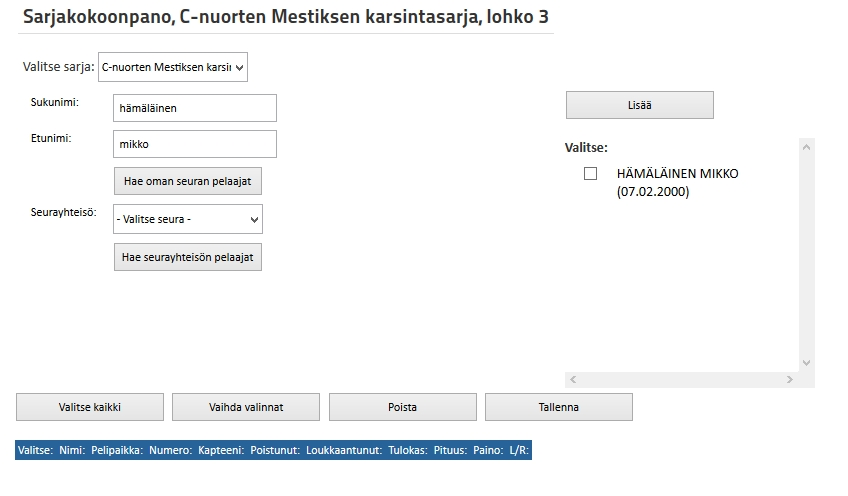 Sarjakokoonpano, C-nuorten Mestiksen karsintasarja, lohko 3
Valitse sarja: C-nuorten Mestiksen karsin
Sukunimi: hämäläinen
Etunimi: mikko
Hae oman seuran pelaajat
Seurayhteisö: - Valitse seura -
Hae seurayhteisön pelaajat
Lisää
Valitse:
HÄMÄLÄINEN MIKKO
(07.02.2000)
Valitse kaikki Vaihda valinnat Poista Tallenna
Valitse: Nimi: Pelipaikka: Numero: Kapteeni: Poistunut: Loukkaantunut: Tulokas: Pituus: Paino: L/R: